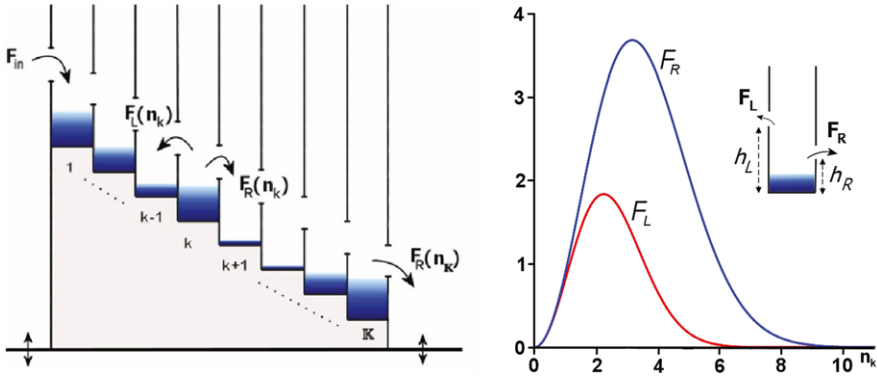 F_in
F_L(n_k)
F_R(n_k)
F_R(n_𝕂)
1
k-1
k
k+1
𝕂
4
3
2
1
0
0 2 4 6 8 10 n_k
F_R
F_L
F_L
F_R
h_L
h_R